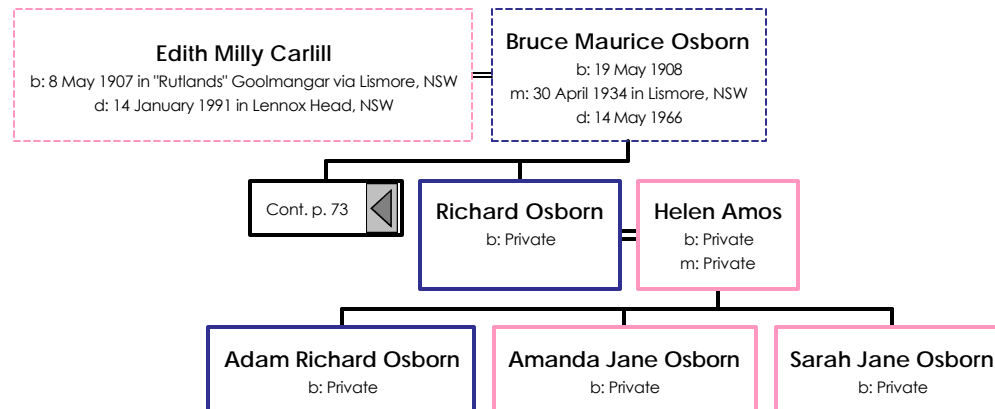 Edith Milly Carlill
b: 8 May 1907 in "Rutlands" Goolmangar via Lismore, NSW
d: 14 January 1991 in Lennox Head, NSW
Bruce Maurice Osborn
b: 19 May 1908
m: 30 April 1934 in Lismore, NSW
d: 14 May 1966
Cont. p. 73
Richard Osborn
b: Private
Helen Amos
b: Private
m: Private
Adam Richard Osborn
b: Private
Amanda Jane Osborn
b: Private
Sarah Jane Osborn
b: Private